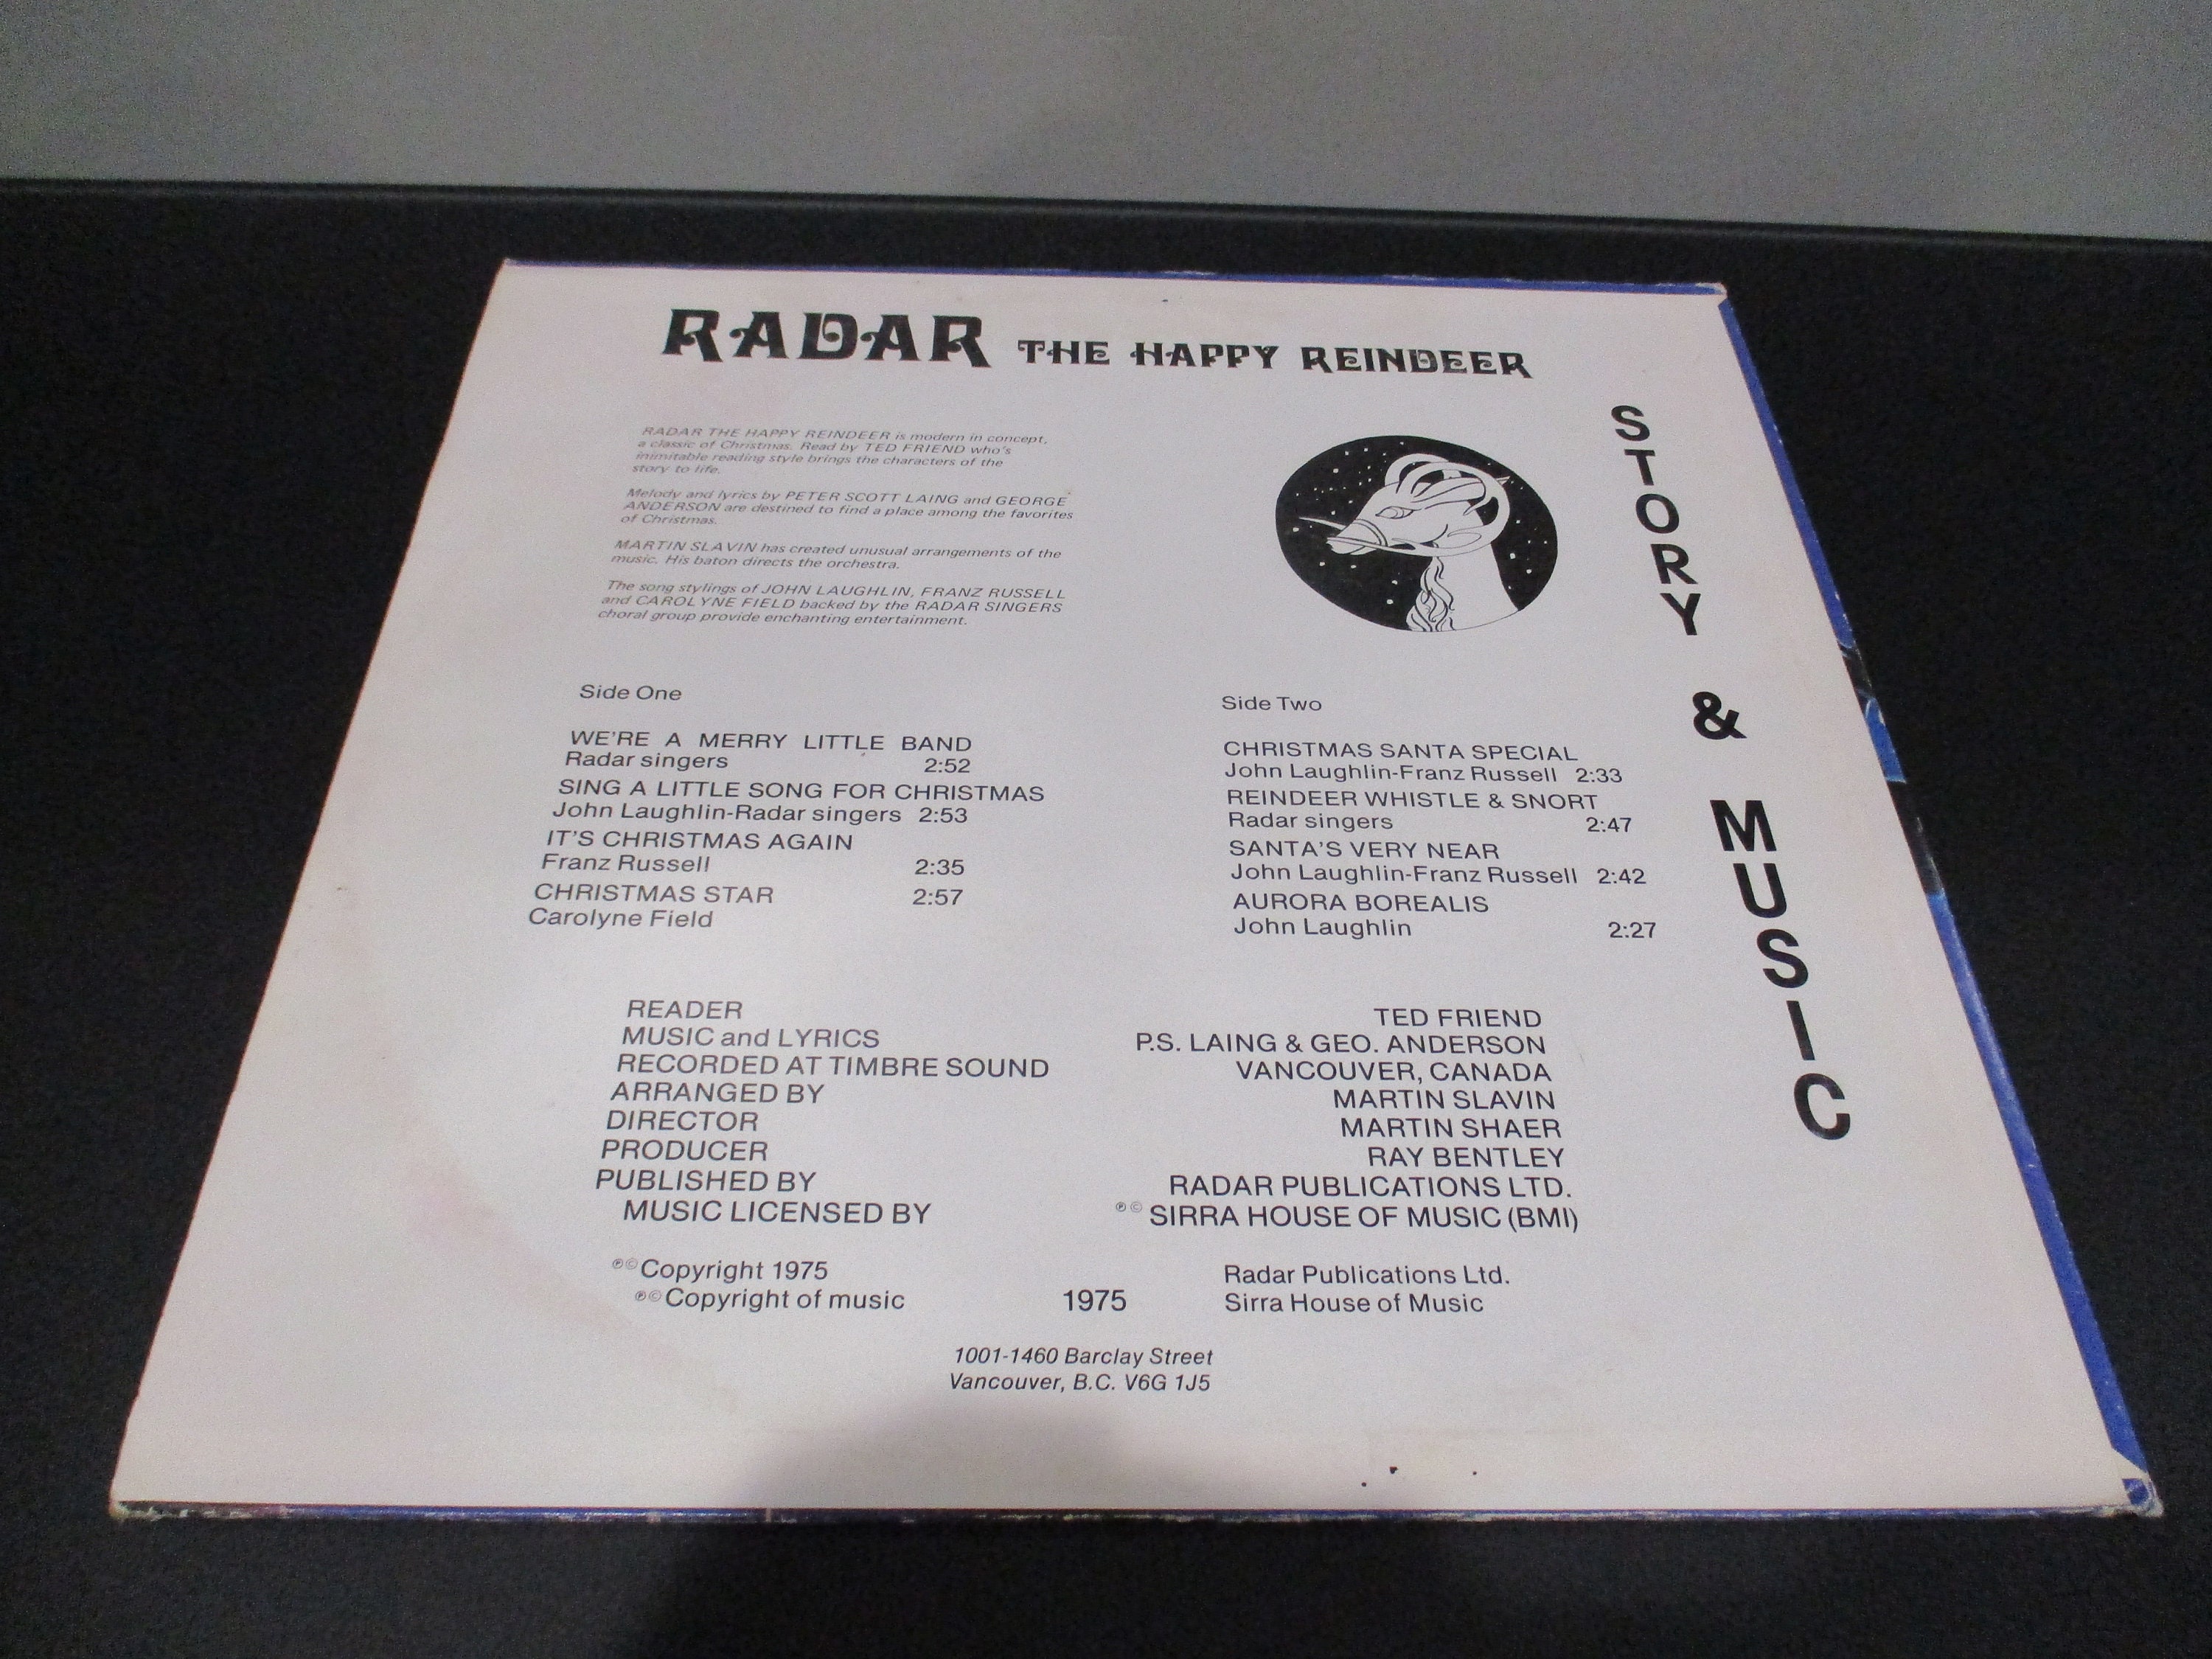 RADAR THE HAPPY REINDEER
RADAR THE HAPPY REINDEER is modern in concept,
a classic of Christmas. Read by TED FRIEND who's
inimitable reading style brings the characters of the
story to life.
Melody and lyrics by PETER SCOTT LAING and GEORGE
ANDERSON are destined to find a place among the favorites
of Christmas.
MARTIN SLAVIN has created unusual arrangements of the
music. His baton directs the orchestra.
The song stylings of JOHN LAUGHLIN, FRANZ RUSSELL
and CAROLYNE FIELD backed by the RADAR SINGERS
choral group provide enchanting entertainment.
STORY & MUSIC
Side One
WE'RE A MERRY LITTLE BAND
Radar singers 2:52
SING A LITTLE SONG FOR CHRISTMAS
John Laughlin-Radar singers 2:53
IT'S CHRISTMAS AGAIN
Franz Russell 2:35
CHRISTMAS STAR 2:57
Carolyne Field
Side Two
CHRISTMAS SANTA SPECIAL
John Laughlin-Franz Russell 2:33
REINDEER WHISTLE & SNORT
Radar singers 2:47
SANTA'S VERY NEAR
John Laughlin-Franz Russell 2:42
AURORA BOREALIS
John Laughlin 2:27
READER TED FRIEND
MUSIC and LYRICS P.S. LAING & GEO. ANDERSON
RECORDED AT TIMBRE SOUND VANCOUVER, CANADA
ARRANGED BY MARTIN SLAVIN
DIRECTOR MARTIN SHAER
PRODUCER RAY BENTLEY
PUBLISHED BY RADAR PUBLICATIONS LTD.
MUSIC LICENSED BY ℗© SIRRA HOUSE OF MUSIC (BMI)
℗© Copyright 1975 Radar Publications Ltd.
℗© Copyright of music 1975 Sirra House of Music
1001-1460 Barclay Street
Vancouver, B.C. V6G 1J5